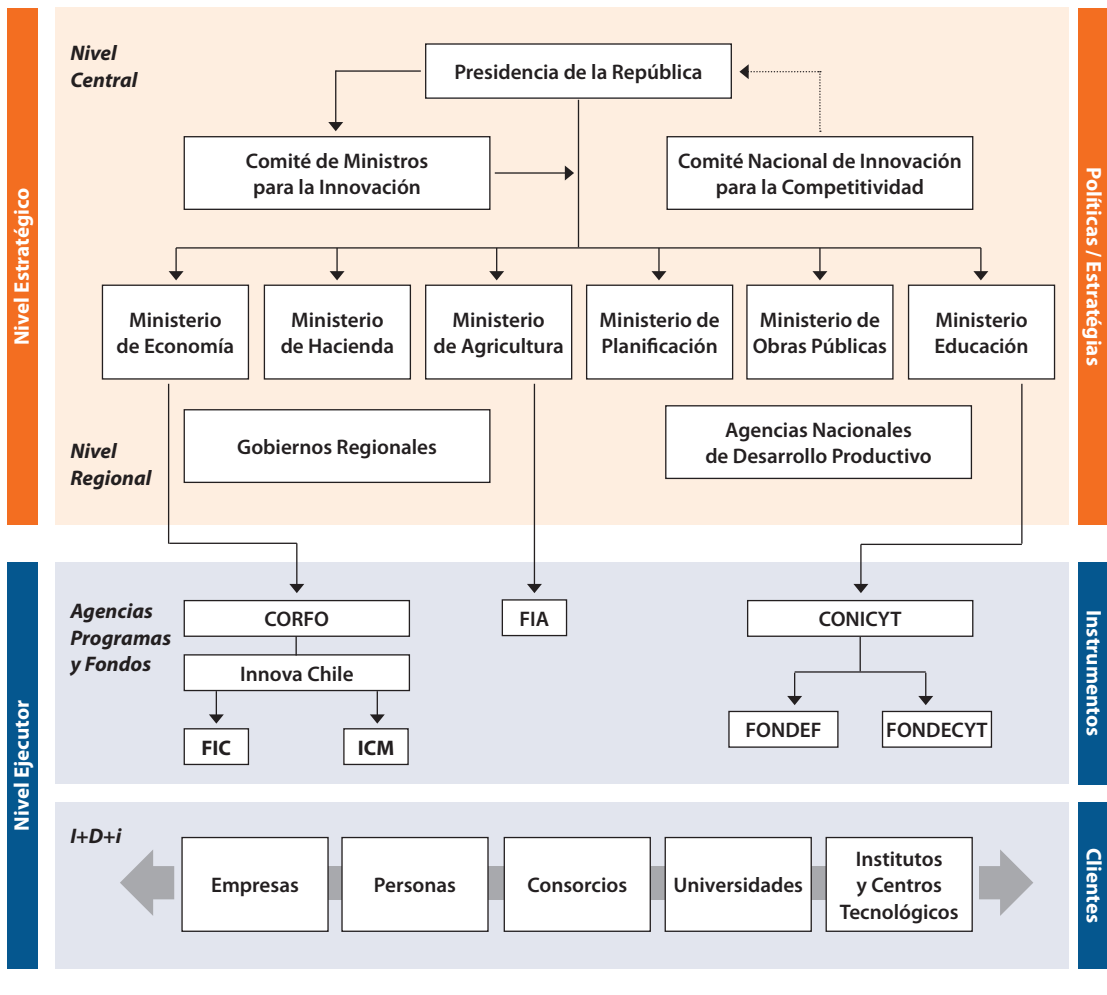 Nivel
Central
Presidencia de la República
Comité de Ministros
para la Innovación
Comité Nacional de Innovación
para la Competitividad
Nivel Estratégico
Políticas / Estratégias
Ministerio
de Economía
Ministerio
de Hacienda
Ministerio
de Agricultura
Ministerio de
Planificación
Ministerio de
Obras Públicas
Ministerio
Educación
Nivel
Regional
Gobiernos Regionales
Agencias Nacionales
de Desarrollo Productivo
Nivel Ejecutor
Agencias
Programas
y Fondos
CORFO
FIA
CONICYT
Innova Chile
FIC
ICM
FONDEF
FONDECYT
Instrumentos
I+D+i
Empresas
Personas
Consorcios
Universidades
Institutos
y Centros
Tecnológicos
Clientes